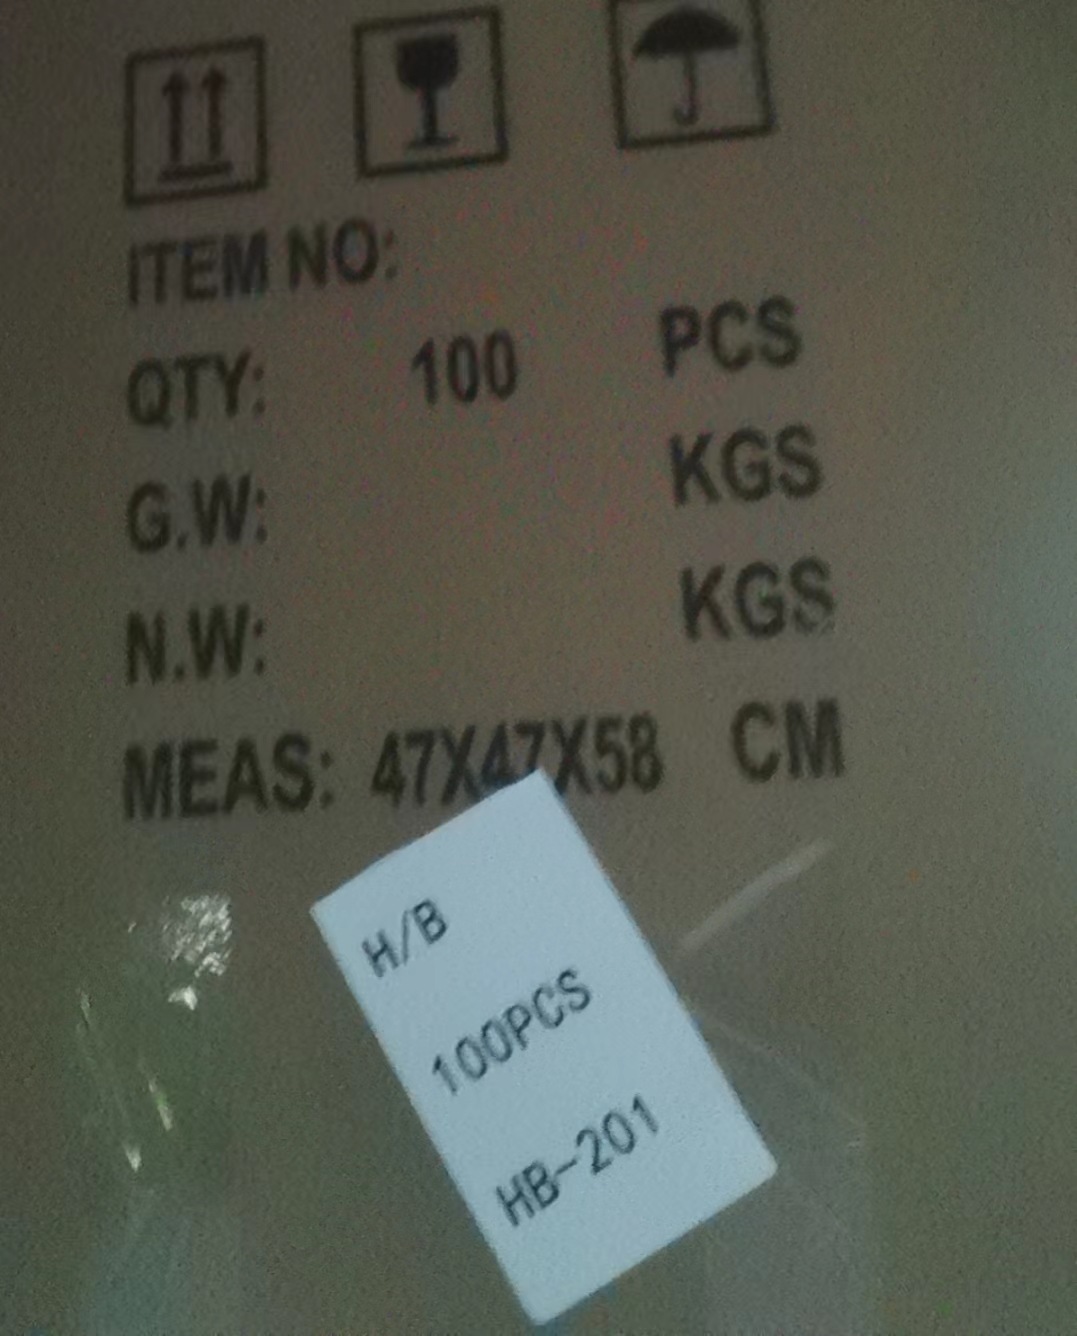 ITEM NO:
QTY: 100 PCS
G.W: KGS
N.W: KGS
MEAS: 47X47X58 CM
H/B
100PCS
HB-201